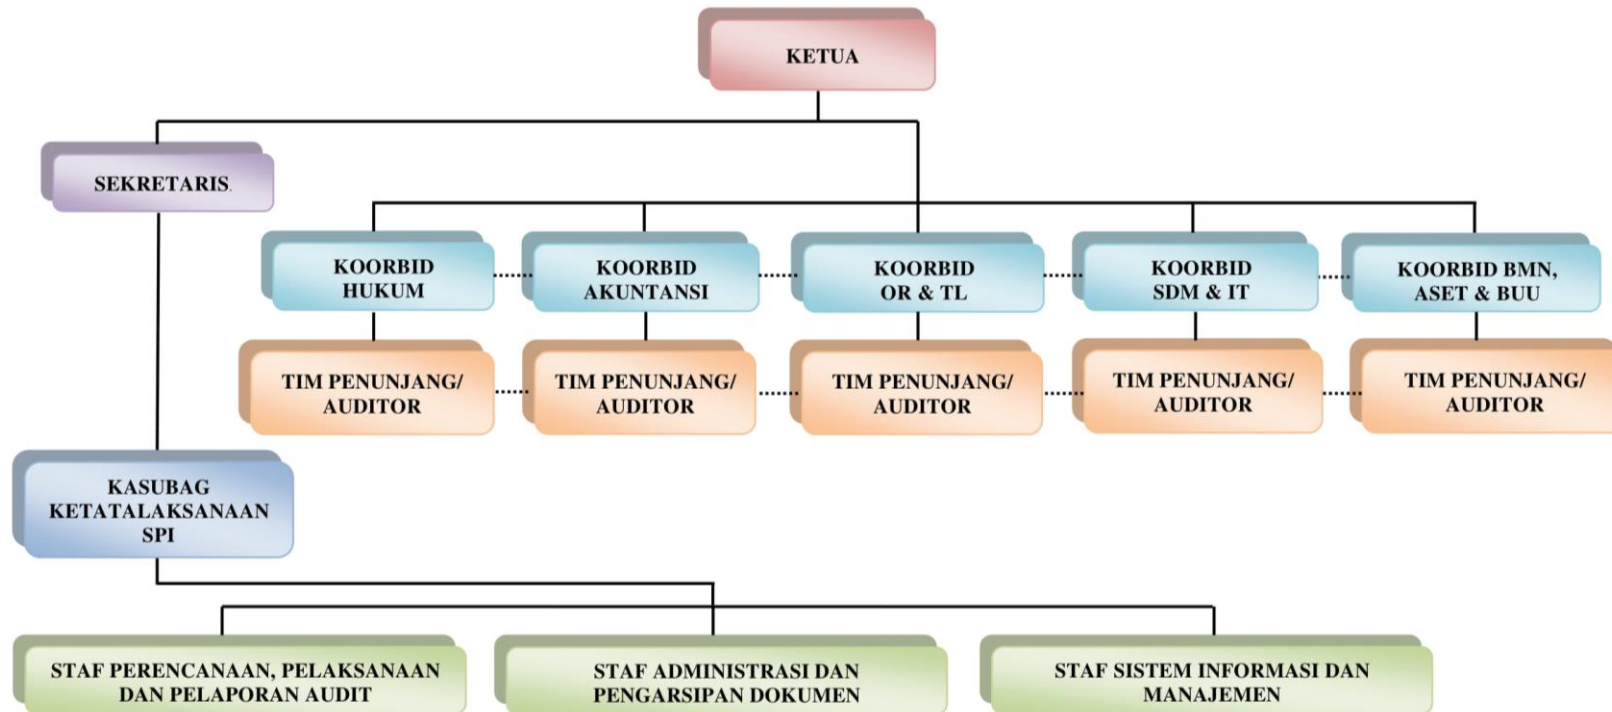 KETUA
SEKRETARIS.
KOORBID
HUKUM
KOORBID
AKUNTANSI
KOORBID
OR & TL
KOORBID
SDM & IT
KOORBID BMN,
ASET & BUU
TIM PENUNJANG/
AUDITOR
TIM PENUNJANG/
AUDITOR
TIM PENUNJANG/
AUDITOR
TIM PENUNJANG/
AUDITOR
TIM PENUNJANG/
AUDITOR
KASUBAG
KETATALAKSANAAN
SPI
STAF PERENCANAAN, PELAKSANAAN
DAN PELAPORAN AUDIT
STAF ADMINISTRASI DAN
PENGARSIPAN DOKUMEN
STAF SISTEM INFORMASI DAN
MANAJEMEN